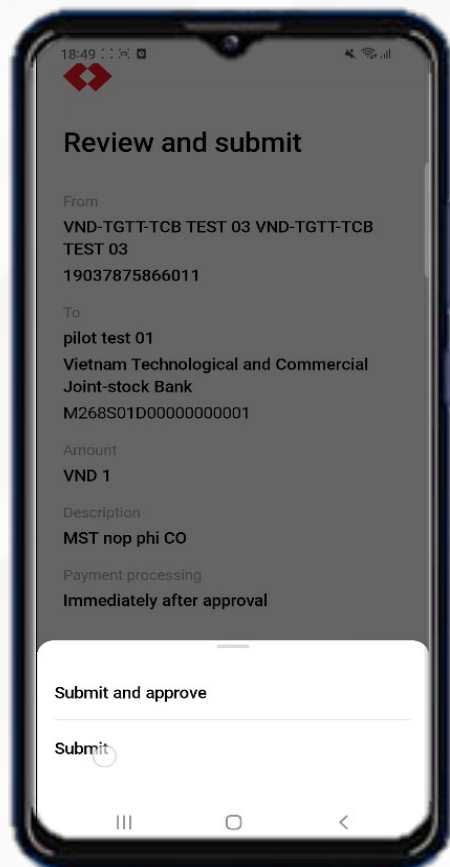 18:49
Review and submit
From
VND-TGTT-TCB TEST 03 VND-TGTT-TCB
TEST 03
19037875866011
To
pilot test 01
Vietnam Technological and Commercial
Joint-stock Bank
M268S01D00000000001
Amount
VND 1
Description
MST nop phi CO
Payment processing
Immediately after approval
Submit and approve
Submit